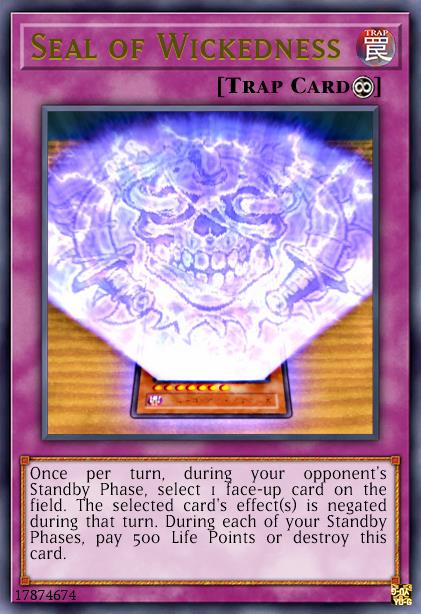 Seal of Wickedness
TRAP
罠
[Trap Card]
Once per turn, during your opponent's
Standby Phase, select 1 face-up card on the
field. The selected card's effect(s) is negated
during that turn. During each of your Standby
Phases, pay 500 Life Points or destroy this
card.
17874674